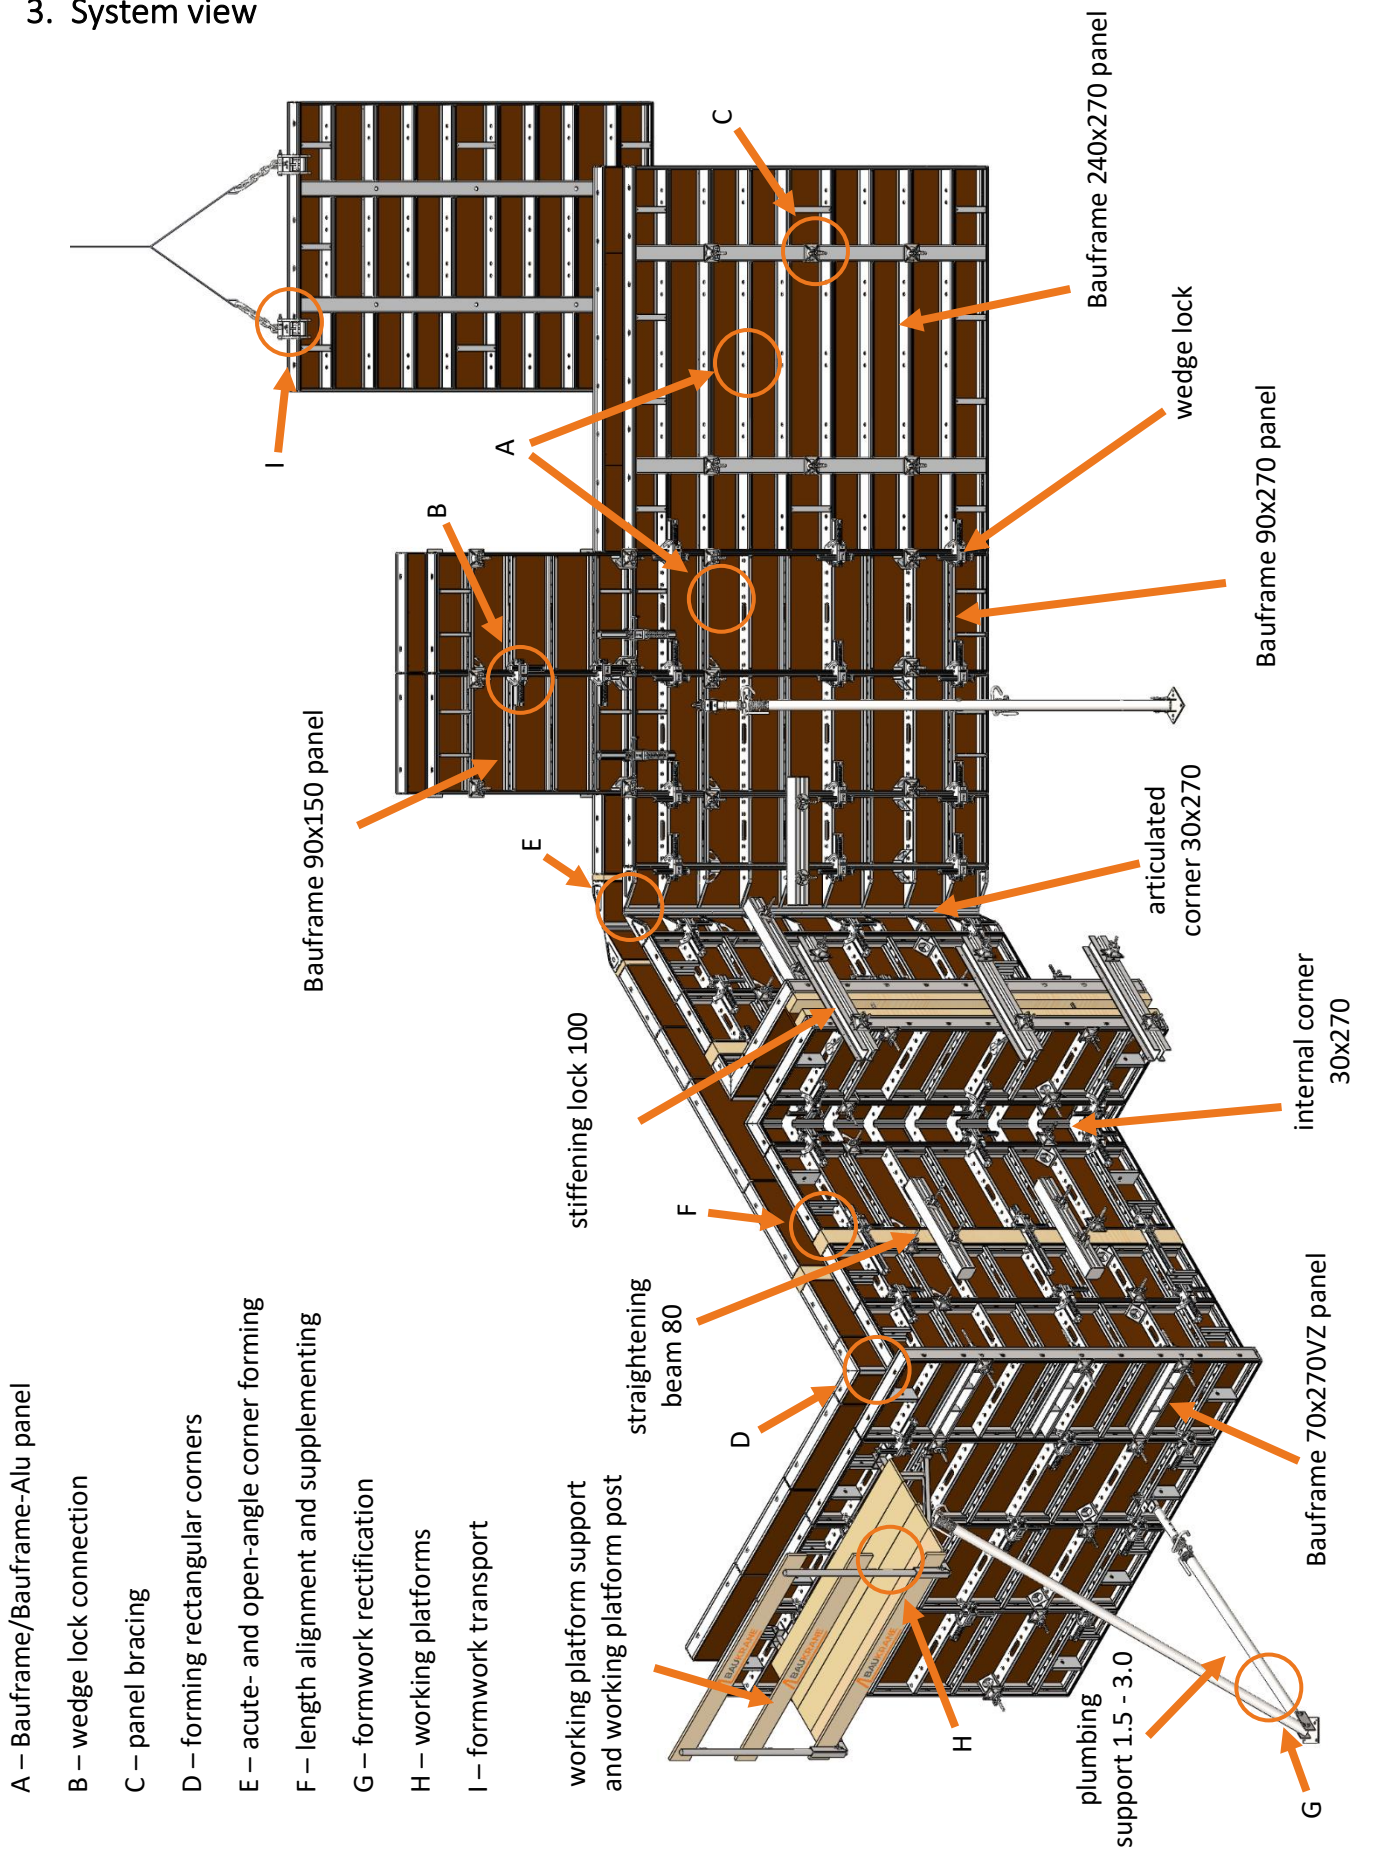 3. System view
A – Bauframe/Bauframe-Alu panel
B – wedge lock connection
C – panel bracing
D – forming rectangular corners
E – acute- and open-angle corner forming
F – length alignment and supplementing
G – formwork rectification
H – working platforms
I – formwork transport
working platform support
and working platform post
straightening
beam 80
stiffening lock 100
Bauframe 90x150 panel
I
A
B
C
D
E
F
G
H
BAUKRANE
BAUKRANE
BAUKRANE
plumbing
support 1.5 - 3.0
Bauframe 70x270VZ panel
internal corner
30x270
articulated
corner 30x270
Bauframe 90x270 panel
wedge lock
Bauframe 240x270 panel